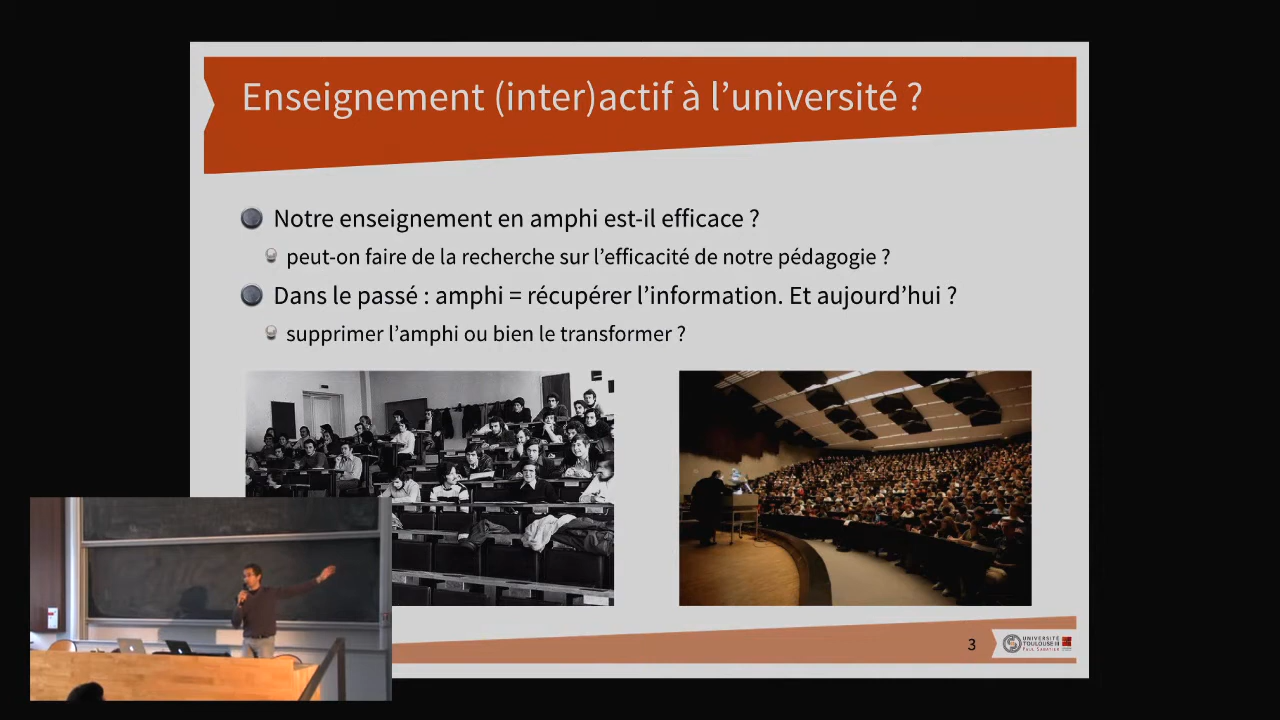 Enseignement (inter)actif à l'université ?
Notre enseignement en amphi est-il efficace ?
peut-on faire de la recherche sur l'efficacité de notre pédagogie ?
Dans le passé : amphi = récupérer l'information. Et aujourd'hui ?
supprimer l'amphi ou bien le transformer ?
3
UNIVERSITÉ
TOULOUSE III
PAUL SABATIER